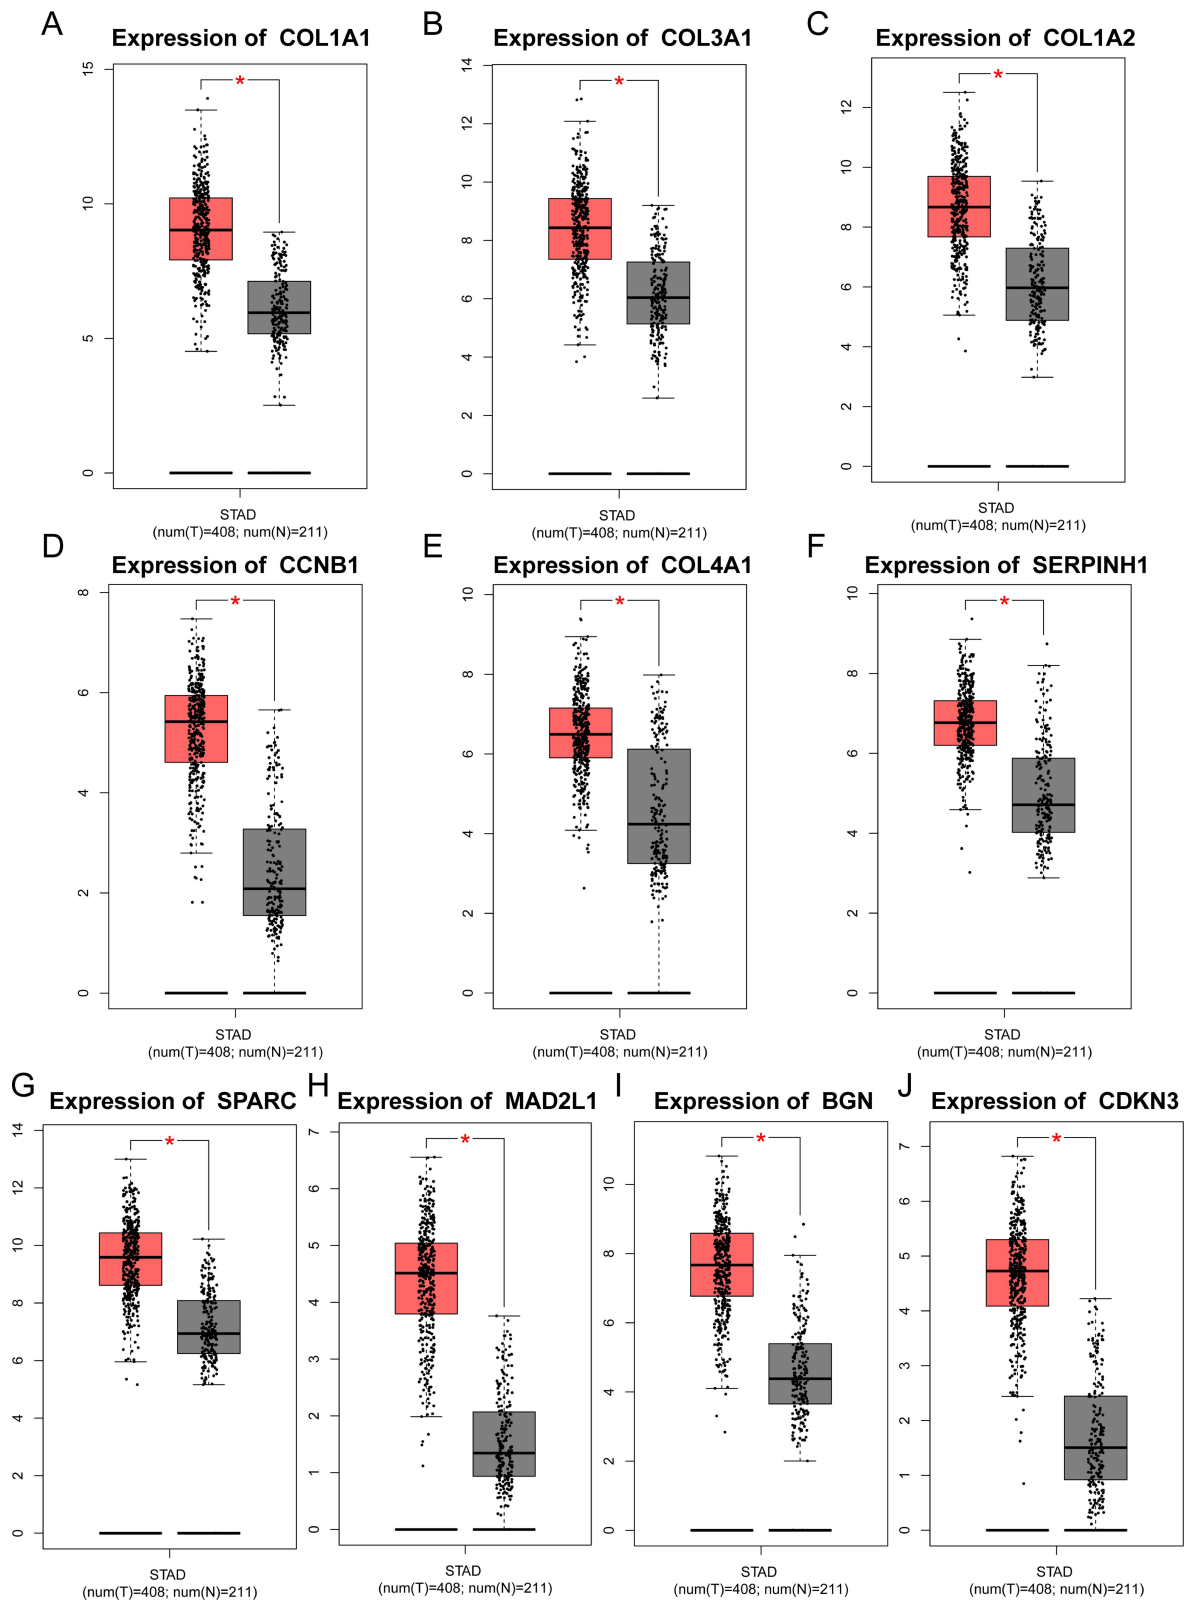 A
Expression of  COL1A1
15
10
5
0
*
STAD
(num(T)=408; num(N)=211)
B
Expression of  COL3A1
14
12
10
8
6
4
2
0
*
STAD
(num(T)=408; num(N)=211)
C
Expression of  COL1A2
12
10
8
6
4
2
0
*
STAD
(num(T)=408; num(N)=211)
D
Expression of  CCNB1
8
6
4
2
0
*
STAD
(num(T)=408; num(N)=211)
E
Expression of  COL4A1
10
8
6
4
2
0
*
STAD
(num(T)=408; num(N)=211)
F
Expression of  SERPINH1
10
8
6
4
2
0
*
STAD
(num(T)=408; num(N)=211)
G
Expression of  SPARC
14
12
10
8
6
4
2
0
*
STAD
(num(T)=408; num(N)=211)
H
Expression of  MAD2L1
7
6
5
4
3
2
1
0
*
STAD
(num(T)=408; num(N)=211)
I
Expression of  BGN
10
8
6
4
2
0
*
STAD
(num(T)=408; num(N)=211)
J
Expression of  CDKN3
7
6
5
4
3
2
1
0
*
STAD
(num(T)=408; num(N)=211)